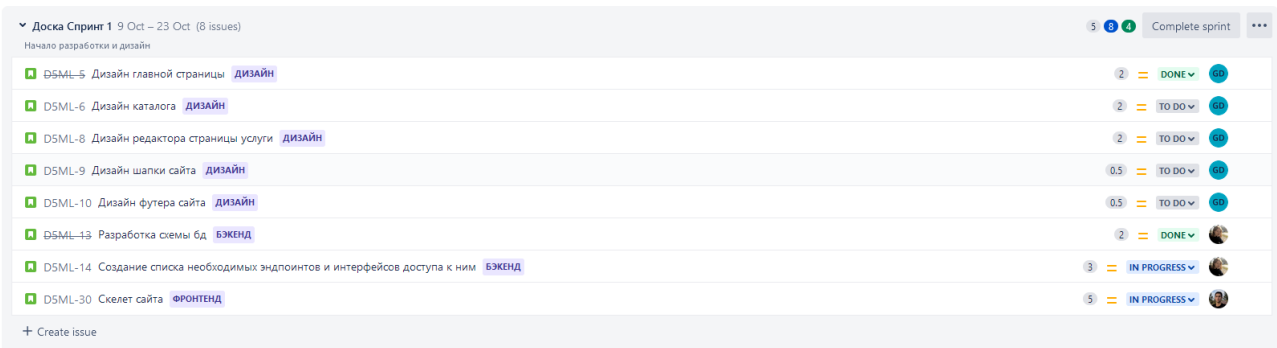 Доска Спринт 1 9 Oct – 23 Oct (8 issues) 5 8 4 Complete sprint
Начало разработки и дизайн
D5ML-5 Дизайн главной страницы ДИЗАЙН 2 DONE GD
D5ML-6 Дизайн каталога ДИЗАЙН 2 TO DO GD
D5ML-8 Дизайн редактора страницы услуги ДИЗАЙН 2 TO DO GD
D5ML-9 Дизайн шапки сайта ДИЗАЙН 0.5 TO DO GD
D5ML-10 Дизайн футера сайта ДИЗАЙН 0.5 TO DO GD
D5ML-13 Разработка схемы бд БЭКЕНД 2 DONE
D5ML-14 Создание списка необходимых эндпоинтов и интерфейсов доступа к ним БЭКЕНД 3 IN PROGRESS
D5ML-30 Скелет сайта ФРОНТЕНД 5 IN PROGRESS
+ Create issue